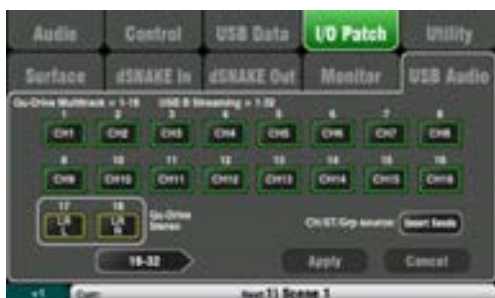 Audio Control USB Data I/O Patch Utility
Surface dSNAKE In dSNAKE Out Monitor USB Audio
Qu-Drive Multitrack = 1-18 USB B Streaming = 1-32
1 2 3 4 5 6 7 8
CH1 CH2 CH3 CH4 CH5 CH6 CH7 CH8
9 10 11 12 13 14 15 16
CH9 CH10 CH11 CH12 CH13 CH14 CH15 CH16
17 18
LR L LR R Qu-Drive Stereo
CH/ST/Grp source: Insert Sends
19-32 Apply Cancel
Scene 1